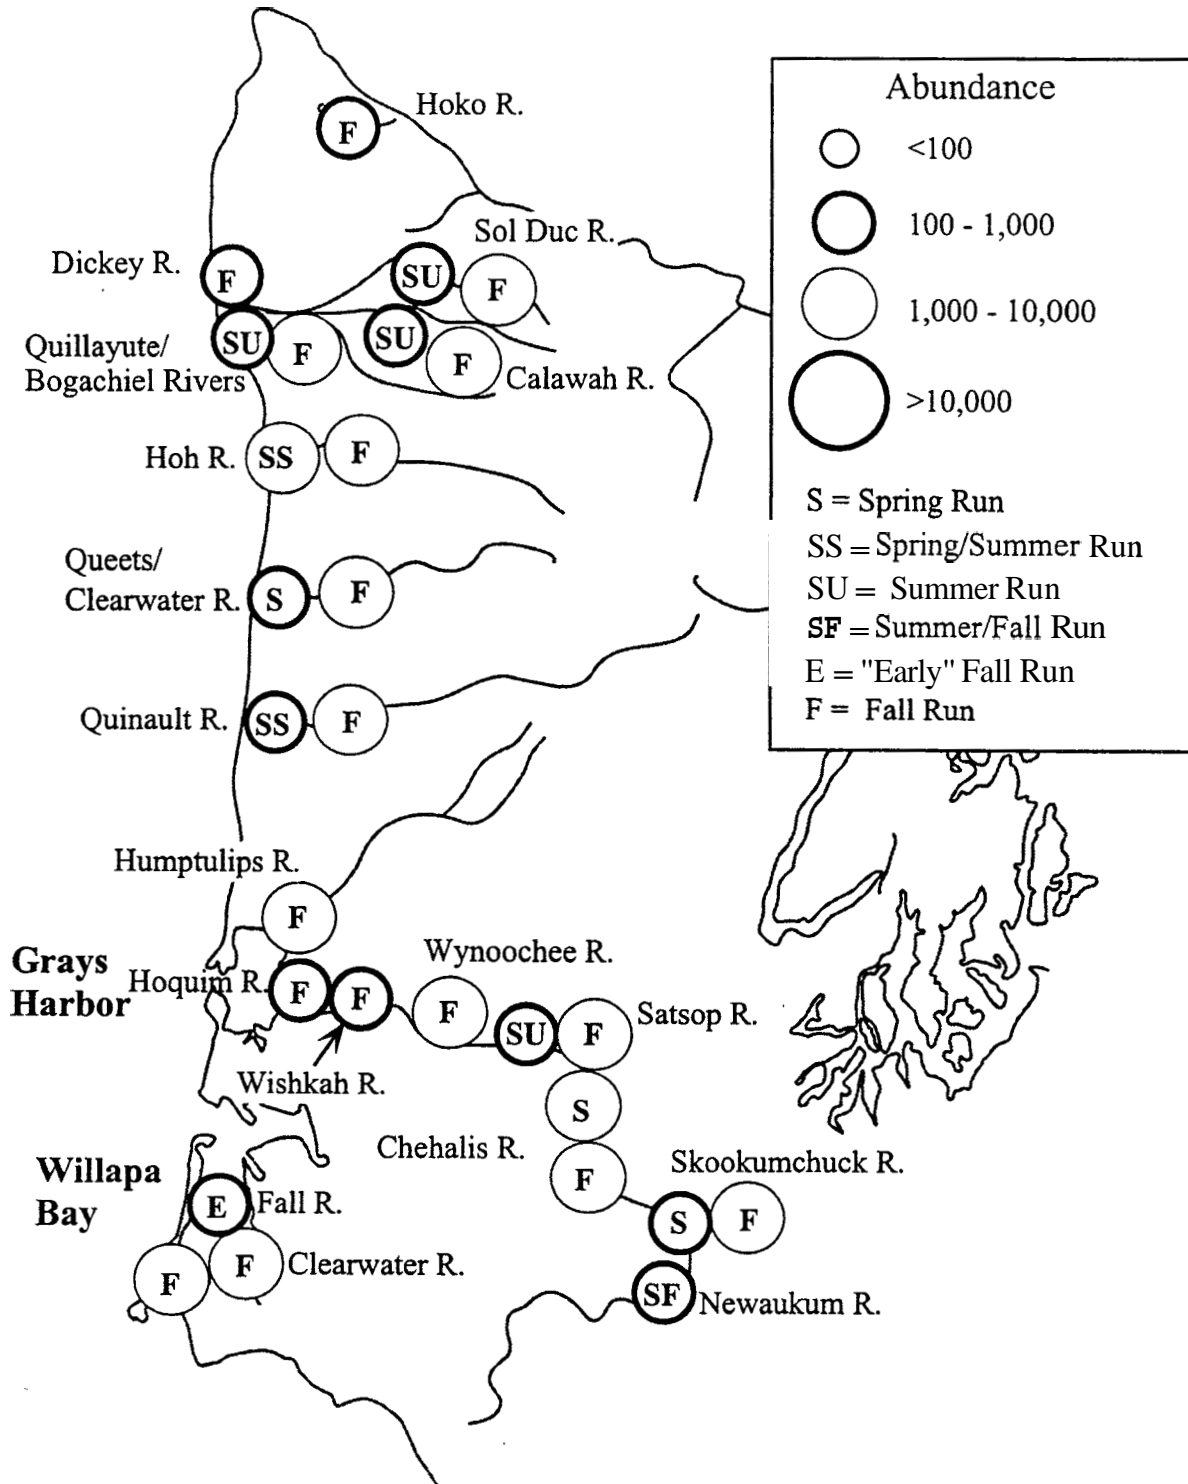 Hoko R.
F
Sol Duc R.
Dickey R.
F
SU
F
SU
F
SU
F
Quillayute/
Bogachiel Rivers
Calawah R.
Hoh R.
SS
F
Queets/
Clearwater R.
S
F
Quinault R.
SS
F
Humptulips R.
F
Grays
Harbor
Hoquim R.
F
F
Wishkah R.
Wynoochee R.
F
SU
F
Satsop R.
S
Chehalis R.
F
Skookumchuck R.
S
F
SF
Newaukum R.
Willapa
Bay
E
Fall R.
F
F
Clearwater R.
Abundance
<100
100 - 1,000
1,000 - 10,000
>10,000
S = Spring Run
SS = Spring/Summer Run
SU = Summer Run
SF = Summer/Fall Run
E = "Early" Fall Run
F = Fall Run